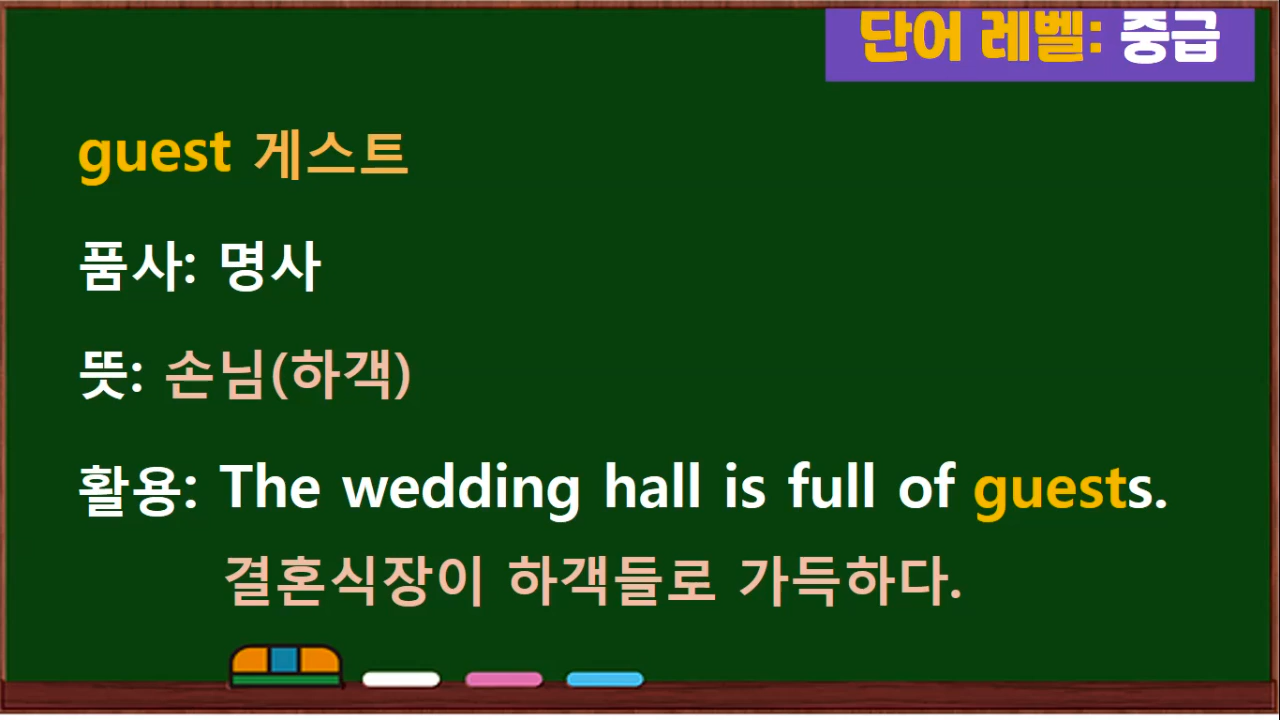 단어 레벨: 중급
guest 게스트
품사: 명사
뜻: 손님(하객)
활용: The wedding hall is full of guests.
결혼식장이 하객들로 가득하다.